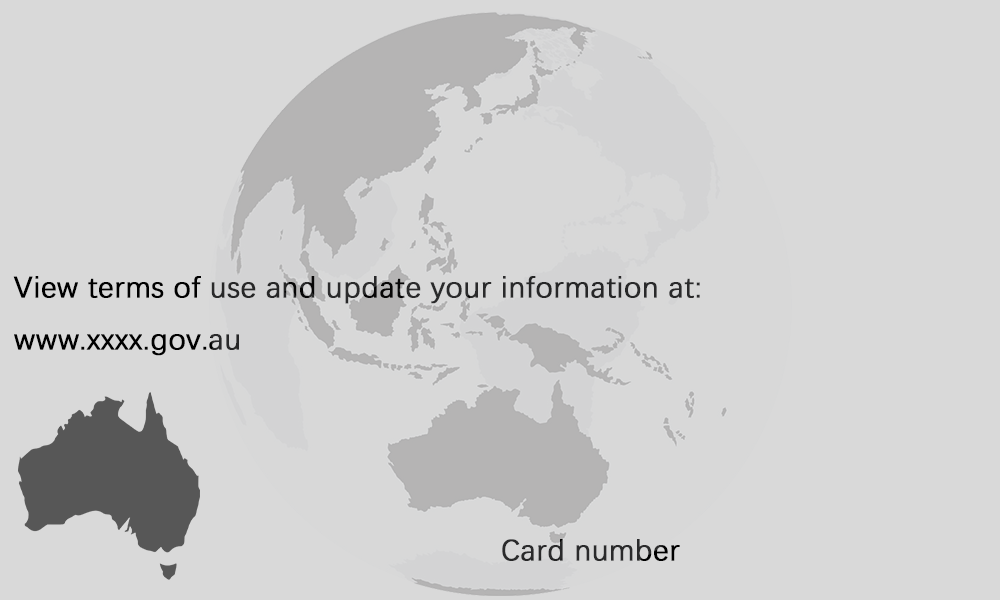 View terms of use and update your information at:
www.xxxx.gov.au
Card number